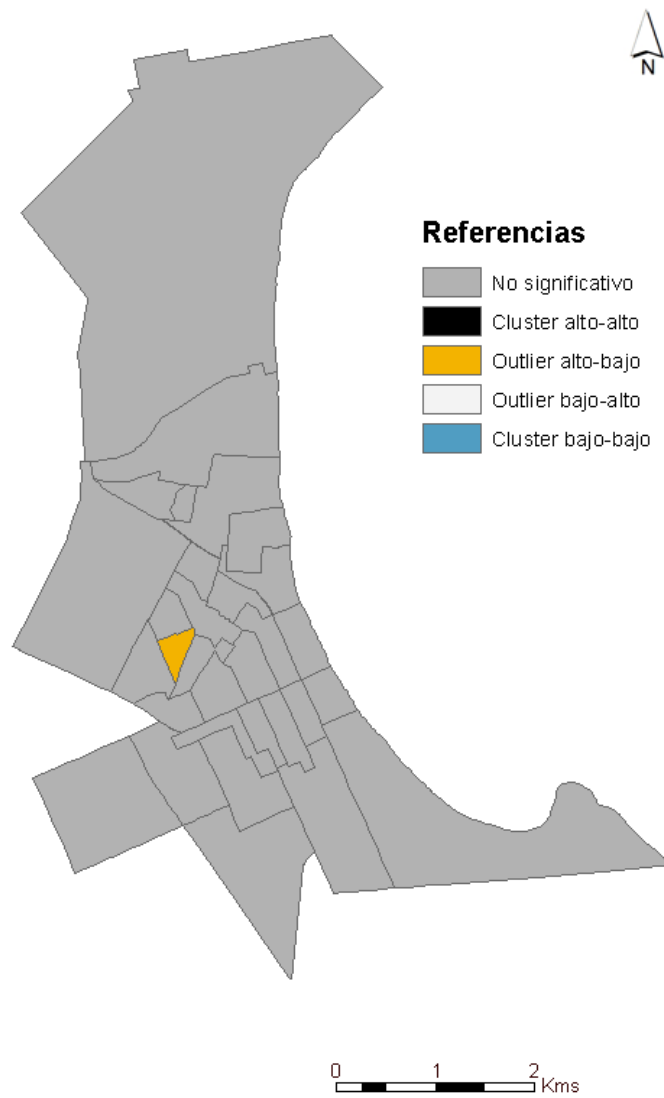 N
Referencias
No significativo
Cluster alto-alto
Outlier alto-bajo
Outlier bajo-alto
Cluster bajo-bajo
0 1 2
Kms